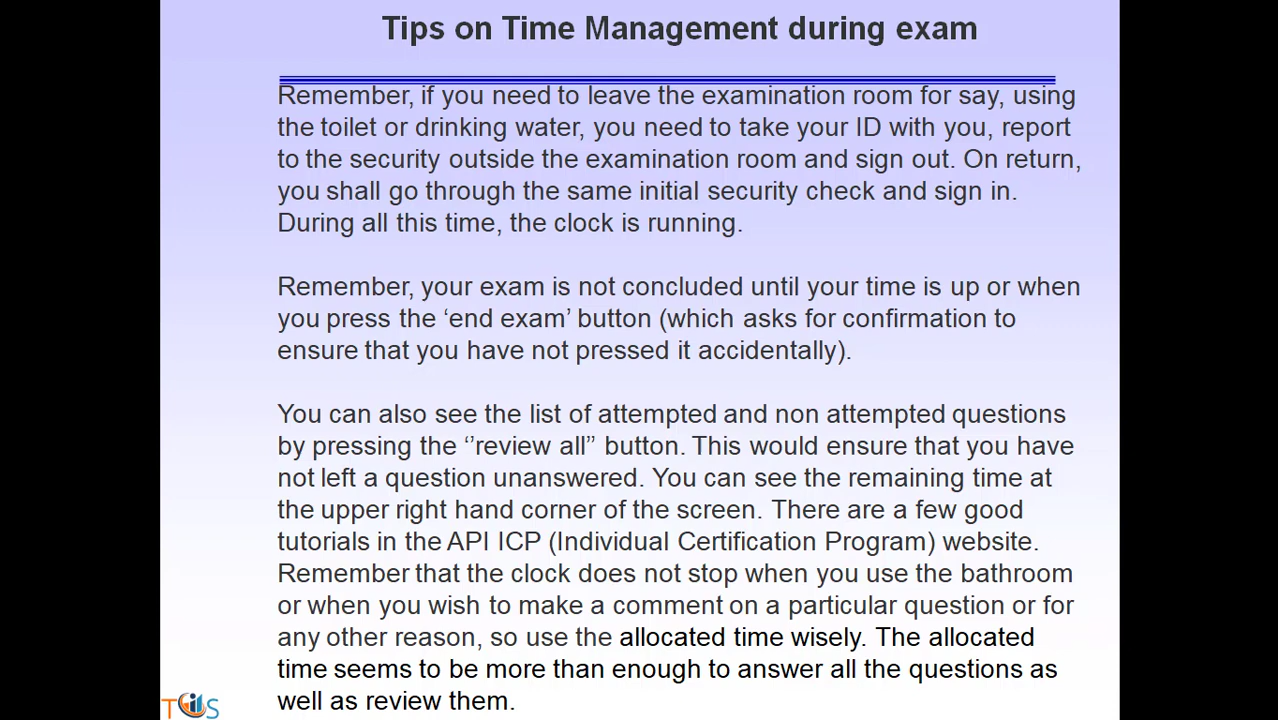 Tips on Time Management during exam
Remember, if you need to leave the examination room for say, using
the toilet or drinking water, you need to take your ID with you, report
to the security outside the examination room and sign out. On return,
you shall go through the same initial security check and sign in.
During all this time, the clock is running.
Remember, your exam is not concluded until your time is up or when
you press the ‘end exam’ button (which asks for confirmation to
ensure that you have not pressed it accidentally).
You can also see the list of attempted and non attempted questions
by pressing the ‘’review all” button. This would ensure that you have
not left a question unanswered. You can see the remaining time at
the upper right hand corner of the screen. There are a few good
tutorials in the API ICP (Individual Certification Program) website.
Remember that the clock does not stop when you use the bathroom
or when you wish to make a comment on a particular question or for
any other reason, so use the allocated time wisely. The allocated
time seems to be more than enough to answer all the questions as
well as review them.